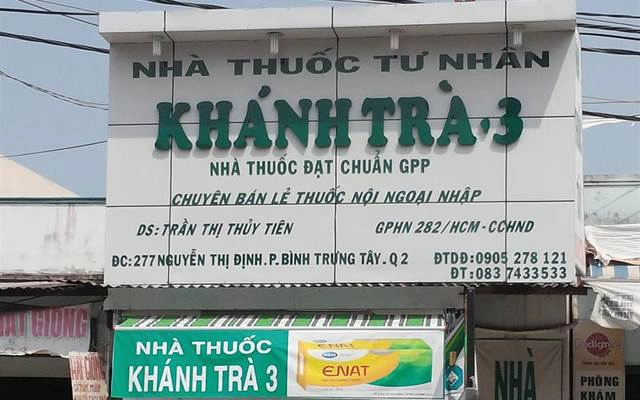 NHÀ THUỐC TƯ NHÂN
KHÁNH TRÀ.3
NHÀ THUỐC ĐẠT CHUẨN GPP
CHUYÊN BÁN LẺ THUỐC NỘI NGOẠI NHẬP
DS: TRẦN THỊ THỦY TIÊN GPHN 282/HCM-CCHND
ĐC: 277 NGUYỄN THỊ ĐỊNH.P.BÌNH TRƯNG TÂY.Q2 ĐTDĐ: 0905 278 121
ĐT: 083 7433533
NHÀ THUỐC
KHÁNH TRÀ 3
ENAT
NHÀ
Pedigree
PHÒNG
KHÁM
GIỐNG